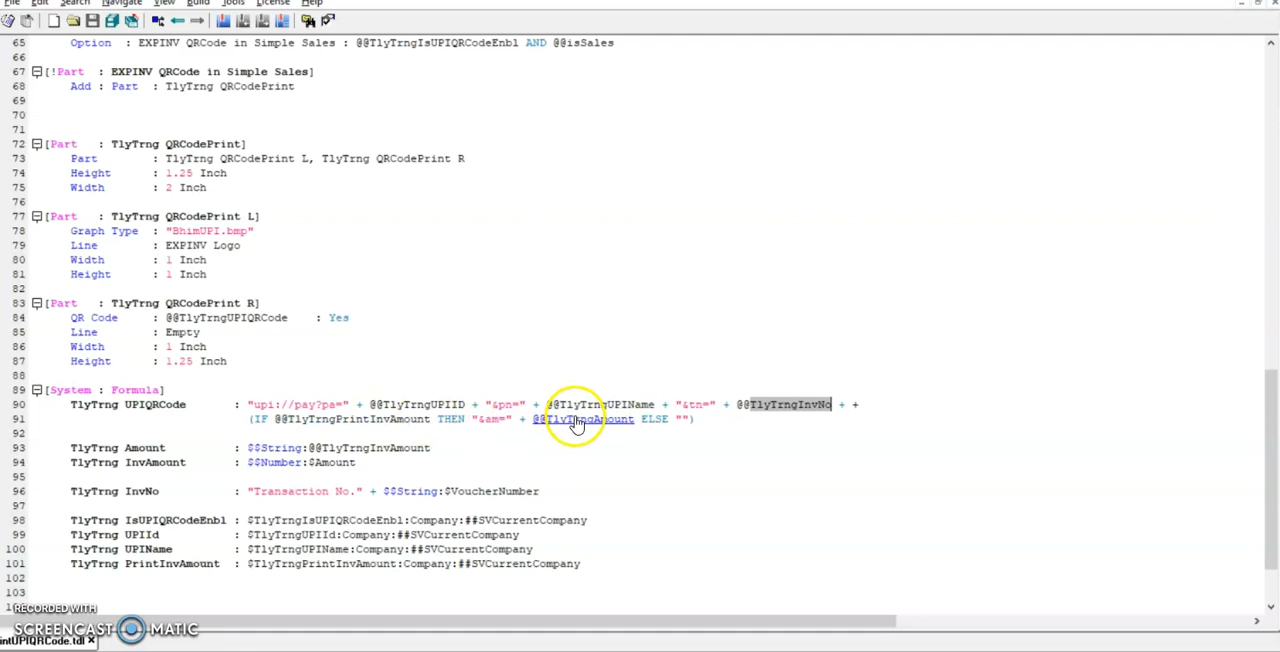 File Edit Search Navigate View Build Tools License Help
65 Option : EXPINV QRCode in Simple Sales : @@TlyTrngIsUPIQRCodeEnbl AND @@isSales
66
67 [!Part : EXPINV QRCode in Simple Sales]
68 Add : Part : TlyTrng QRCodePrint
69
70
71
72 [Part : TlyTrng QRCodePrint]
73 Part : TlyTrng QRCodePrint L, TlyTrng QRCodePrint R
74 Height : 1.25 Inch
75 Width : 2 Inch
76
77 [Part : TlyTrng QRCodePrint L]
78 Graph Type : "BhimUPI.bmp"
79 Line : EXPINV Logo
80 Width : 1 Inch
81 Height : 1 Inch
82
83 [Part : TlyTrng QRCodePrint R]
84 QR Code : @@TlyTrngUPIQRCode : Yes
85 Line : Empty
86 Width : 1 Inch
87 Height : 1.25 Inch
88
89 [System : Formula]
90 TlyTrng UPIQRCode : "upi://pay?pa=" + @@TlyTrngUPIID + "&pn=" + @@TlyTrngUPIName + "&tn=" + @@TlyTrngInvNo + +
91 (IF @@TlyTrngPrintInvAmount THEN "&am=" + @@TlyTrngAmount ELSE "")
92
93 TlyTrng Amount : $$String:@@TlyTrngInvAmount
94 TlyTrng InvAmount : $$Number:$Amount
95
96 TlyTrng InvNo : "Transaction No." + $$String:$VoucherNumber
97
98 TlyTrng IsUPIQRCodeEnbl : $TlyTrngIsUPIQRCodeEnbl:Company:##SVCurrentCompany
99 TlyTrng UPIId : $TlyTrngUPIId:Company:##SVCurrentCompany
100 TlyTrng UPIName : $TlyTrngUPIName:Company:##SVCurrentCompany
101 TlyTrng PrintInvAmount : $TlyTrngPrintInvAmount:Company:##SVCurrentCompany
102
103
RECORDED WITH
SCREENCAST MATIC
intUPIQRCode.tdl